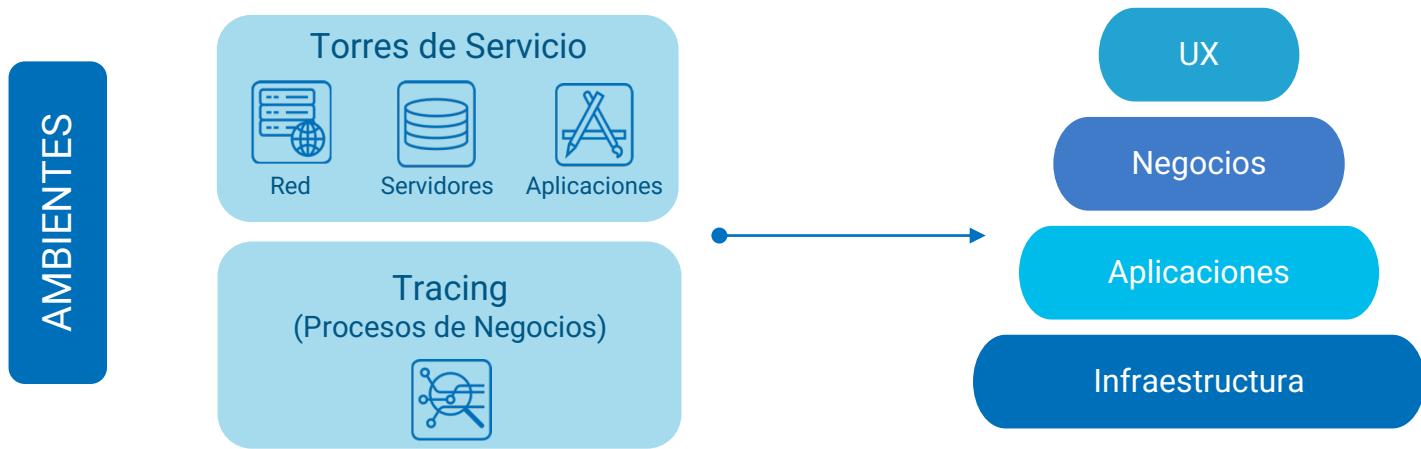 AMBIENTES
Torres de Servicio
Red
Servidores
Aplicaciones
Tracing
(Procesos de Negocios)
UX
Negocios
Aplicaciones
Infraestructura